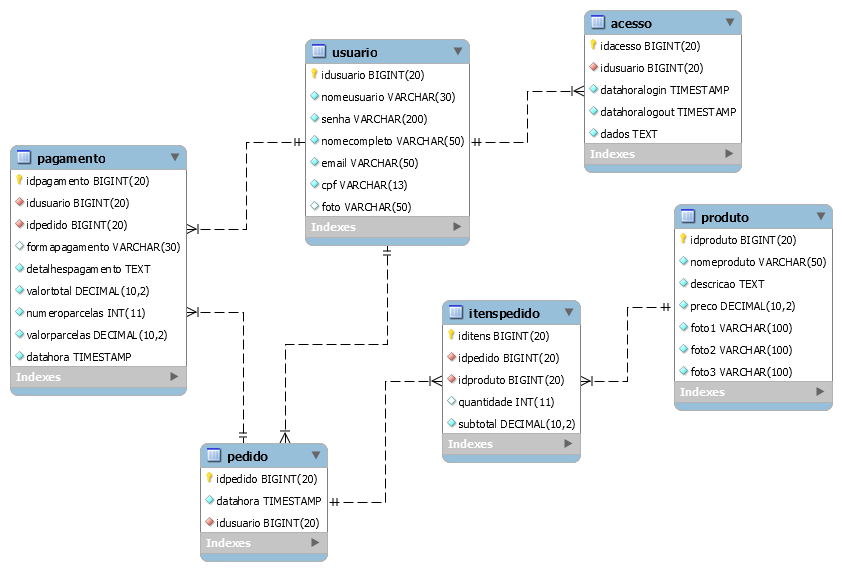 acesso
idacesso BIGINT(20)
idusuario BIGINT(20)
datahoralogin TIMESTAMP
datahoralogout TIMESTAMP
dados TEXT
Indexes
usuario
idusuario BIGINT(20)
nomeusuario VARCHAR(30)
senha VARCHAR(200)
nomecompleto VARCHAR(50)
email VARCHAR(50)
cpf VARCHAR(13)
foto VARCHAR(50)
Indexes
pagamento
idpagamento BIGINT(20)
idusuario BIGINT(20)
idpedido BIGINT(20)
formapagamento VARCHAR(30)
detalhespagamento TEXT
valortotal DECIMAL(10,2)
numeroparcelas INT(11)
valorparcelas DECIMAL(10,2)
datahora TIMESTAMP
Indexes
produto
idproduto BIGINT(20)
nomeproduto VARCHAR(50)
descricao TEXT
preco DECIMAL(10,2)
foto1 VARCHAR(100)
foto2 VARCHAR(100)
foto3 VARCHAR(100)
Indexes
itenspedido
iditens BIGINT(20)
idpedido BIGINT(20)
idproduto BIGINT(20)
quantidade INT(11)
subtotal DECIMAL(10,2)
Indexes
pedido
idpedido BIGINT(20)
datahora TIMESTAMP
idusuario BIGINT(20)
Indexes